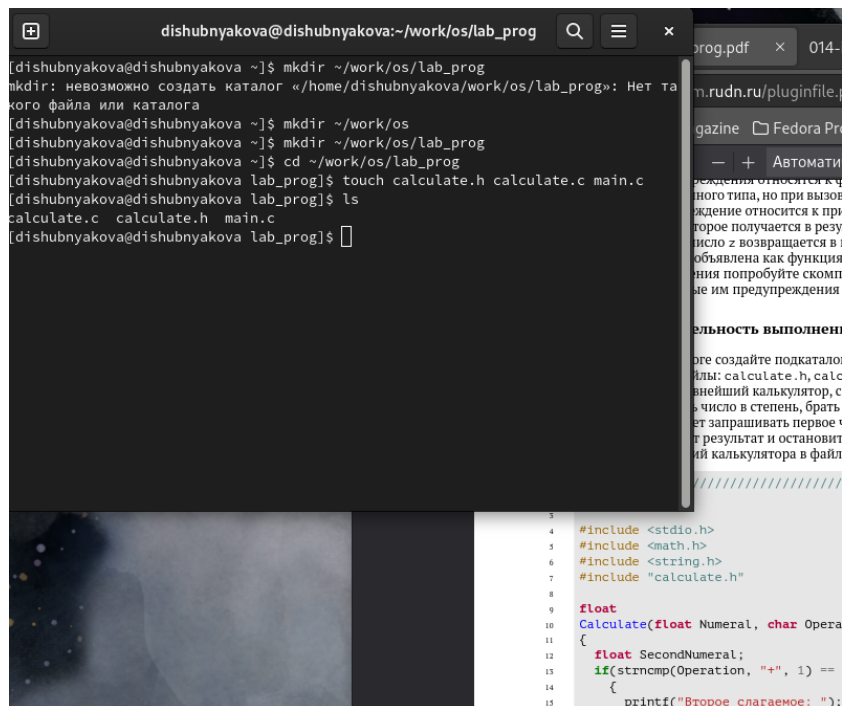 dishubnyakova@dishubnyakova:~/work/os/lab_prog
[dishubnyakova@dishubnyakova ~]$ mkdir ~/work/os/lab_prog
mkdir: невозможно создать каталог «/home/dishubnyakova/work/os/lab_prog»: Нет та
кого файла или каталога
[dishubnyakova@dishubnyakova ~]$ mkdir ~/work/os
[dishubnyakova@dishubnyakova ~]$ mkdir ~/work/os/lab_prog
[dishubnyakova@dishubnyakova ~]$ cd ~/work/os/lab_prog
[dishubnyakova@dishubnyakova lab_prog]$ touch calculate.h calculate.c main.c
[dishubnyakova@dishubnyakova lab_prog]$ ls
calculate.c calculate.h main.c
[dishubnyakova@dishubnyakova lab_prog]$
prog.pdf × 014-
m.rudn.ru/pluginfile.p
gazine Fedora Pro
— + Автомати
ного типа, но при вызов
ждение относится к при
торое получается в резу
число z возвращается в
объявлена как функция
ния попробуйте скомп
ые им предупреждения
ельность выполнен
оге создайте подкатало
йлы: calculate.h, calc
внейший калькулятор, с
ь число в степень, брать
ет запрашивать первое ч
т результат и остановит
ий калькулятора в файл
////////////////////
3
4 #include <stdio.h>
5 #include <math.h>
6 #include <string.h>
7 #include "calculate.h"
8
9 float
10 Calculate(float Numeral, char Opera
11 {
12 float SecondNumeral;
13 if(strncmp(Operation, "+", 1) ==
14 {
15 printf("Второе слагаемое: ");